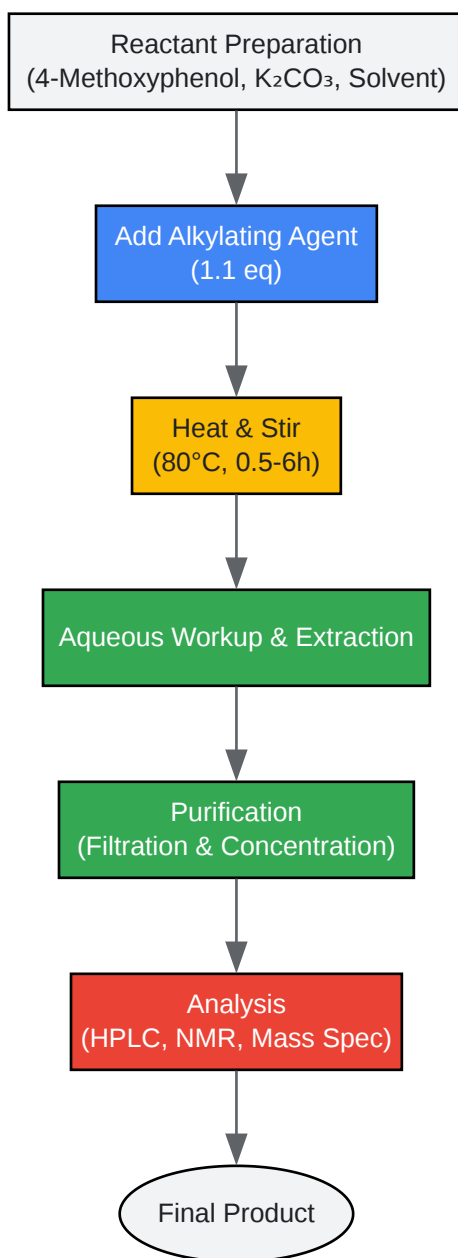 Reactant Preparation
(4-Methoxyphenol, K₂CO₃, Solvent)
Add Alkylating Agent
(1.1 eq)
Heat & Stir
(80°C, 0.5-6h)
Aqueous Workup & Extraction
Purification
(Filtration & Concentration)
Analysis
(HPLC, NMR, Mass Spec)
Final Product